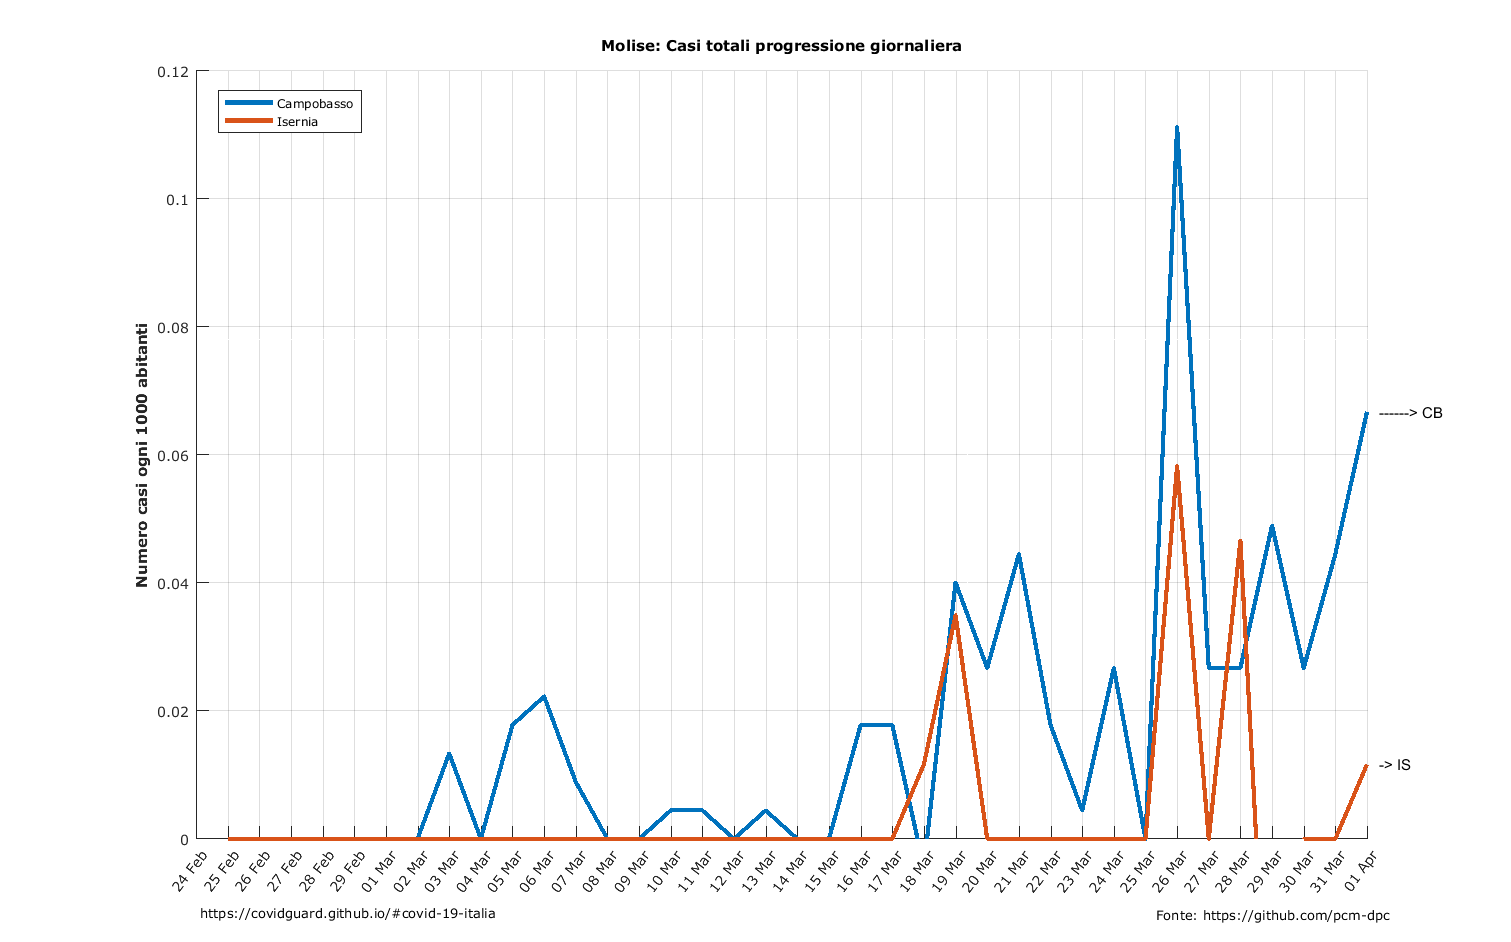 Molise: Casi totali progressione giornaliera
Campobasso
Isernia
Numero casi ogni 1000 abitanti
0.12
0.1
0.08
0.06
0.04
0.02
0
------> CB
-> IS
24 Feb
25 Feb
26 Feb
27 Feb
28 Feb
29 Feb
01 Mar
02 Mar
03 Mar
04 Mar
05 Mar
06 Mar
07 Mar
08 Mar
09 Mar
10 Mar
11 Mar
12 Mar
13 Mar
14 Mar
15 Mar
16 Mar
17 Mar
18 Mar
19 Mar
20 Mar
21 Mar
22 Mar
23 Mar
24 Mar
25 Mar
26 Mar
27 Mar
28 Mar
29 Mar
30 Mar
31 Mar
01 Apr
https://covidguard.github.io/#covid-19-italia
Fonte: https://github.com/pcm-dpc